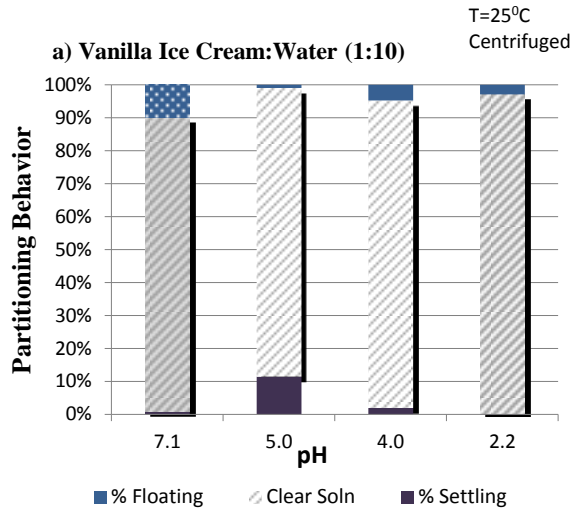 T=25⁰C
Centrifuged
a) Vanilla Ice Cream:Water (1:10)
100%
90%
80%
70%
60%
50%
40%
30%
20%
10%
0%
Partitioning Behavior
7.1 5.0 4.0 2.2
pH
% Floating Clear Soln % Settling